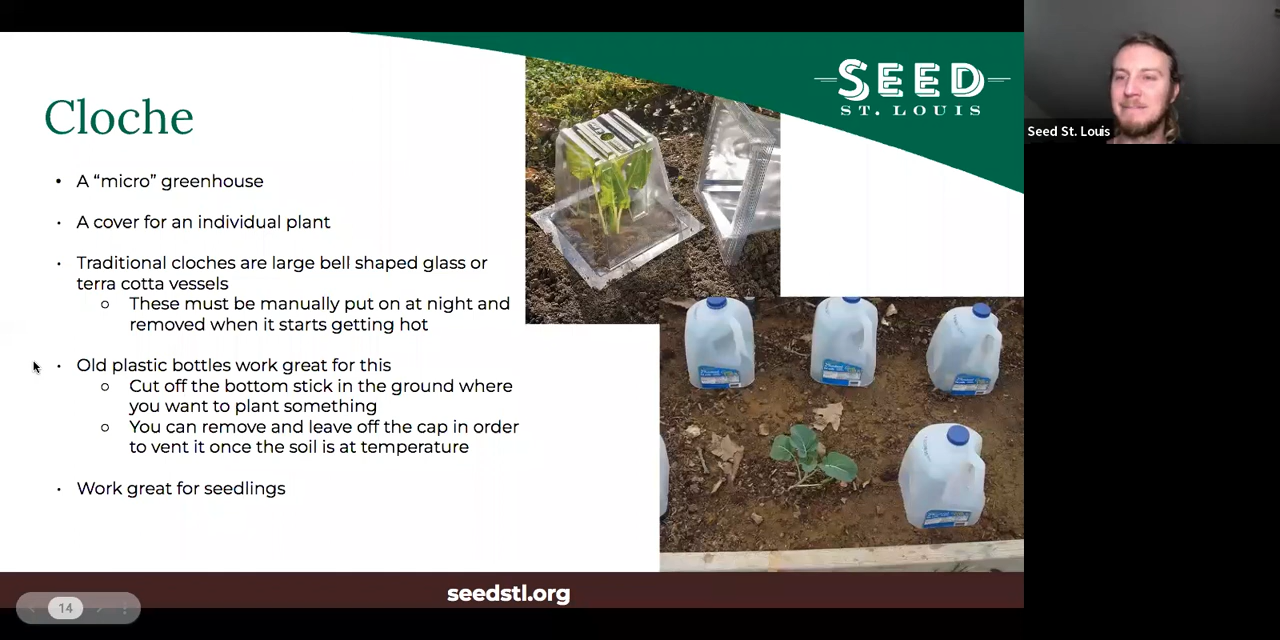 SEED
ST. LOUIS
Seed St. Louis
Cloche
• A “micro” greenhouse
• A cover for an individual plant
• Traditional cloches are large bell shaped glass or
terra cotta vessels
○ These must be manually put on at night and
removed when it starts getting hot
• Old plastic bottles work great for this
○ Cut off the bottom stick in the ground where
you want to plant something
○ You can remove and leave off the cap in order
to vent it once the soil is at temperature
• Work great for seedlings
seedstl.org
14